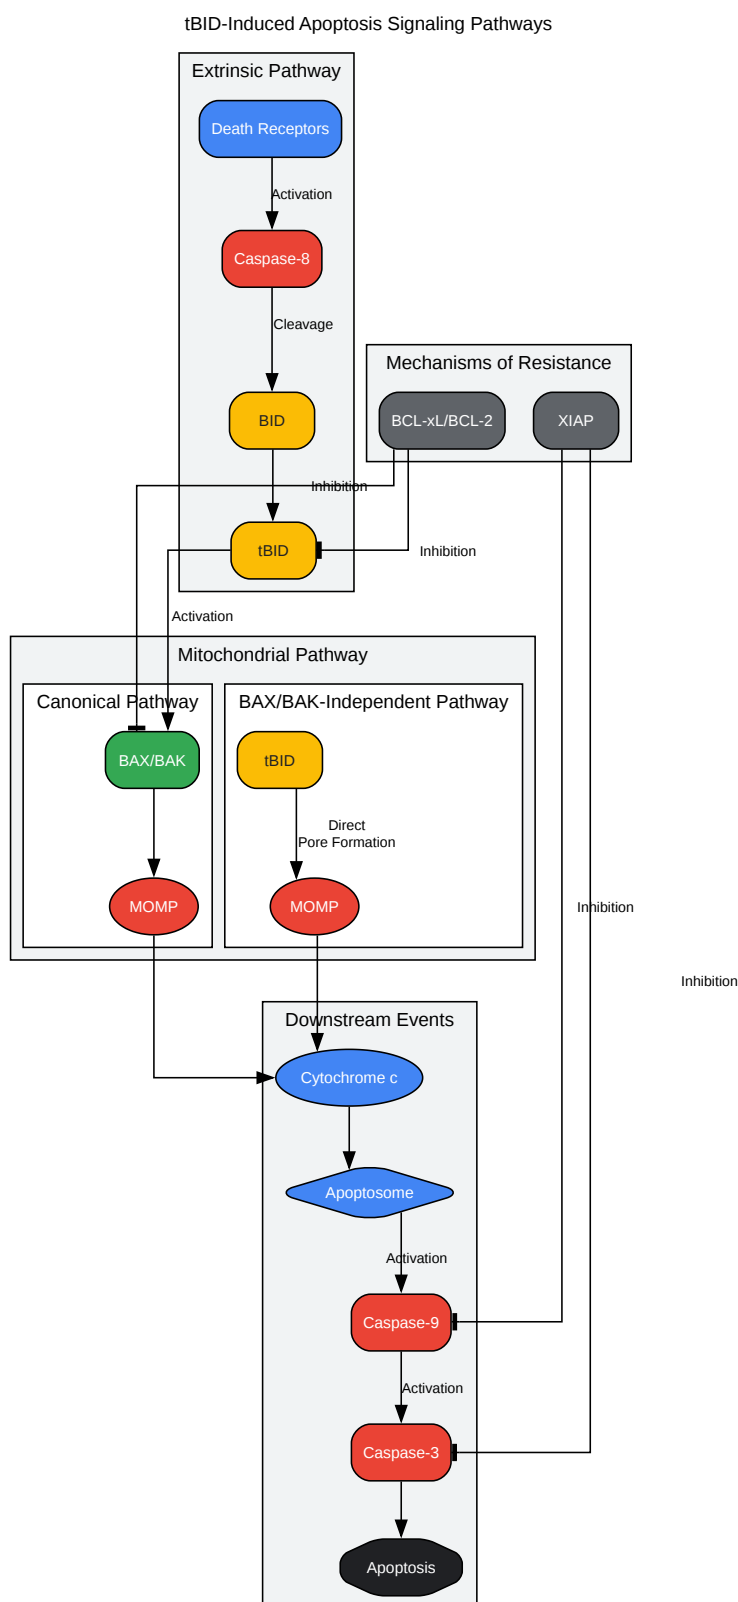 tBID-Induced Apoptosis Signaling Pathways
Extrinsic Pathway
Death Receptors
Activation
Caspase-8
Cleavage
Mechanisms of Resistance
BID
BCL-xL/BCL-2
XIAP
Inhibition
tBID
Inhibition
Activation
Mitochondrial Pathway
Canonical Pathway
BAX/BAK-Independent Pathway
BAX/BAK
tBID
Direct
Pore Formation
MOMP
MOMP
Inhibition
Inhibition
Downstream Events
Cytochrome c
Apoptosome
Activation
Caspase-9
Activation
Caspase-3
Apoptosis